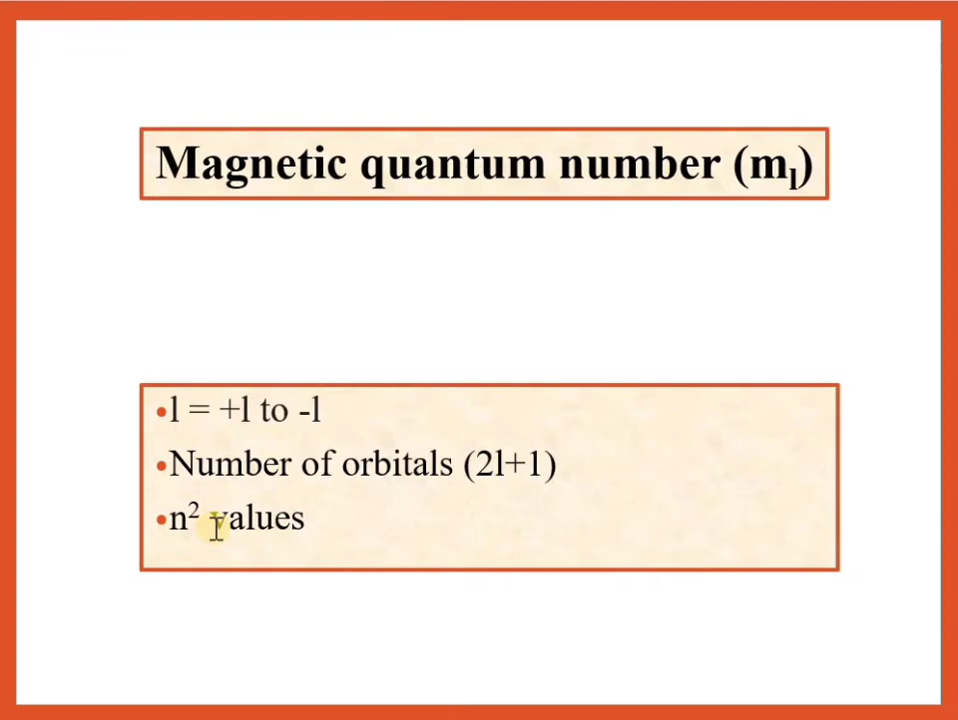 Magnetic quantum number (mₗ)
•l = +l to -l
•Number of orbitals (2l+1)
•n² values